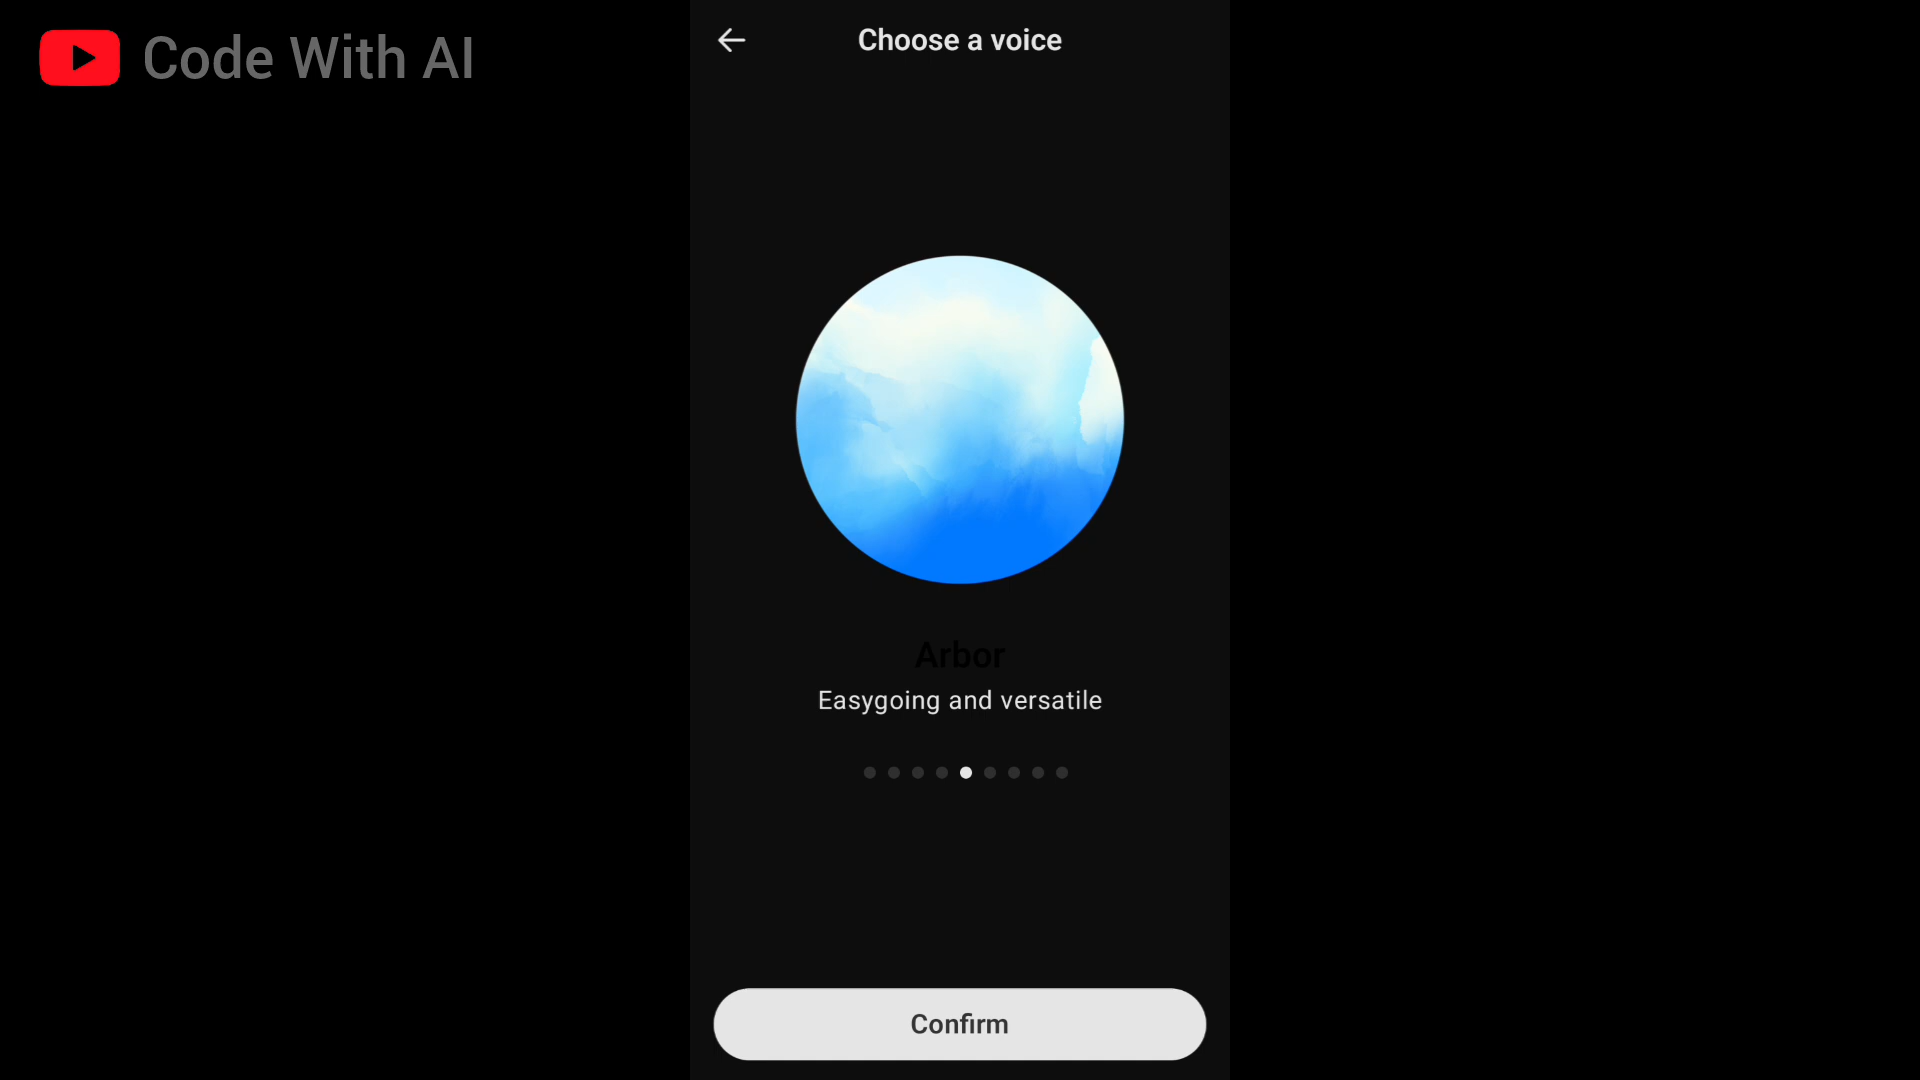 Code With AI
Choose a voice
Arbor
Easygoing and versatile
Confirm